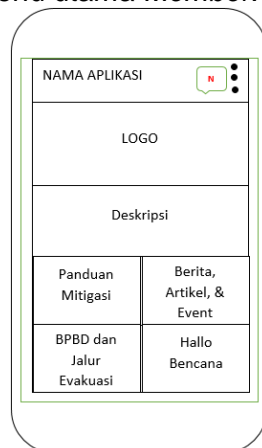 NAMA APLIKASI
N
LOGO
Deskripsi
Panduan
Mitigasi
Berita,
Artikel, &
Event
BPBD dan
Jalur
Evakuasi
Hallo
Bencana